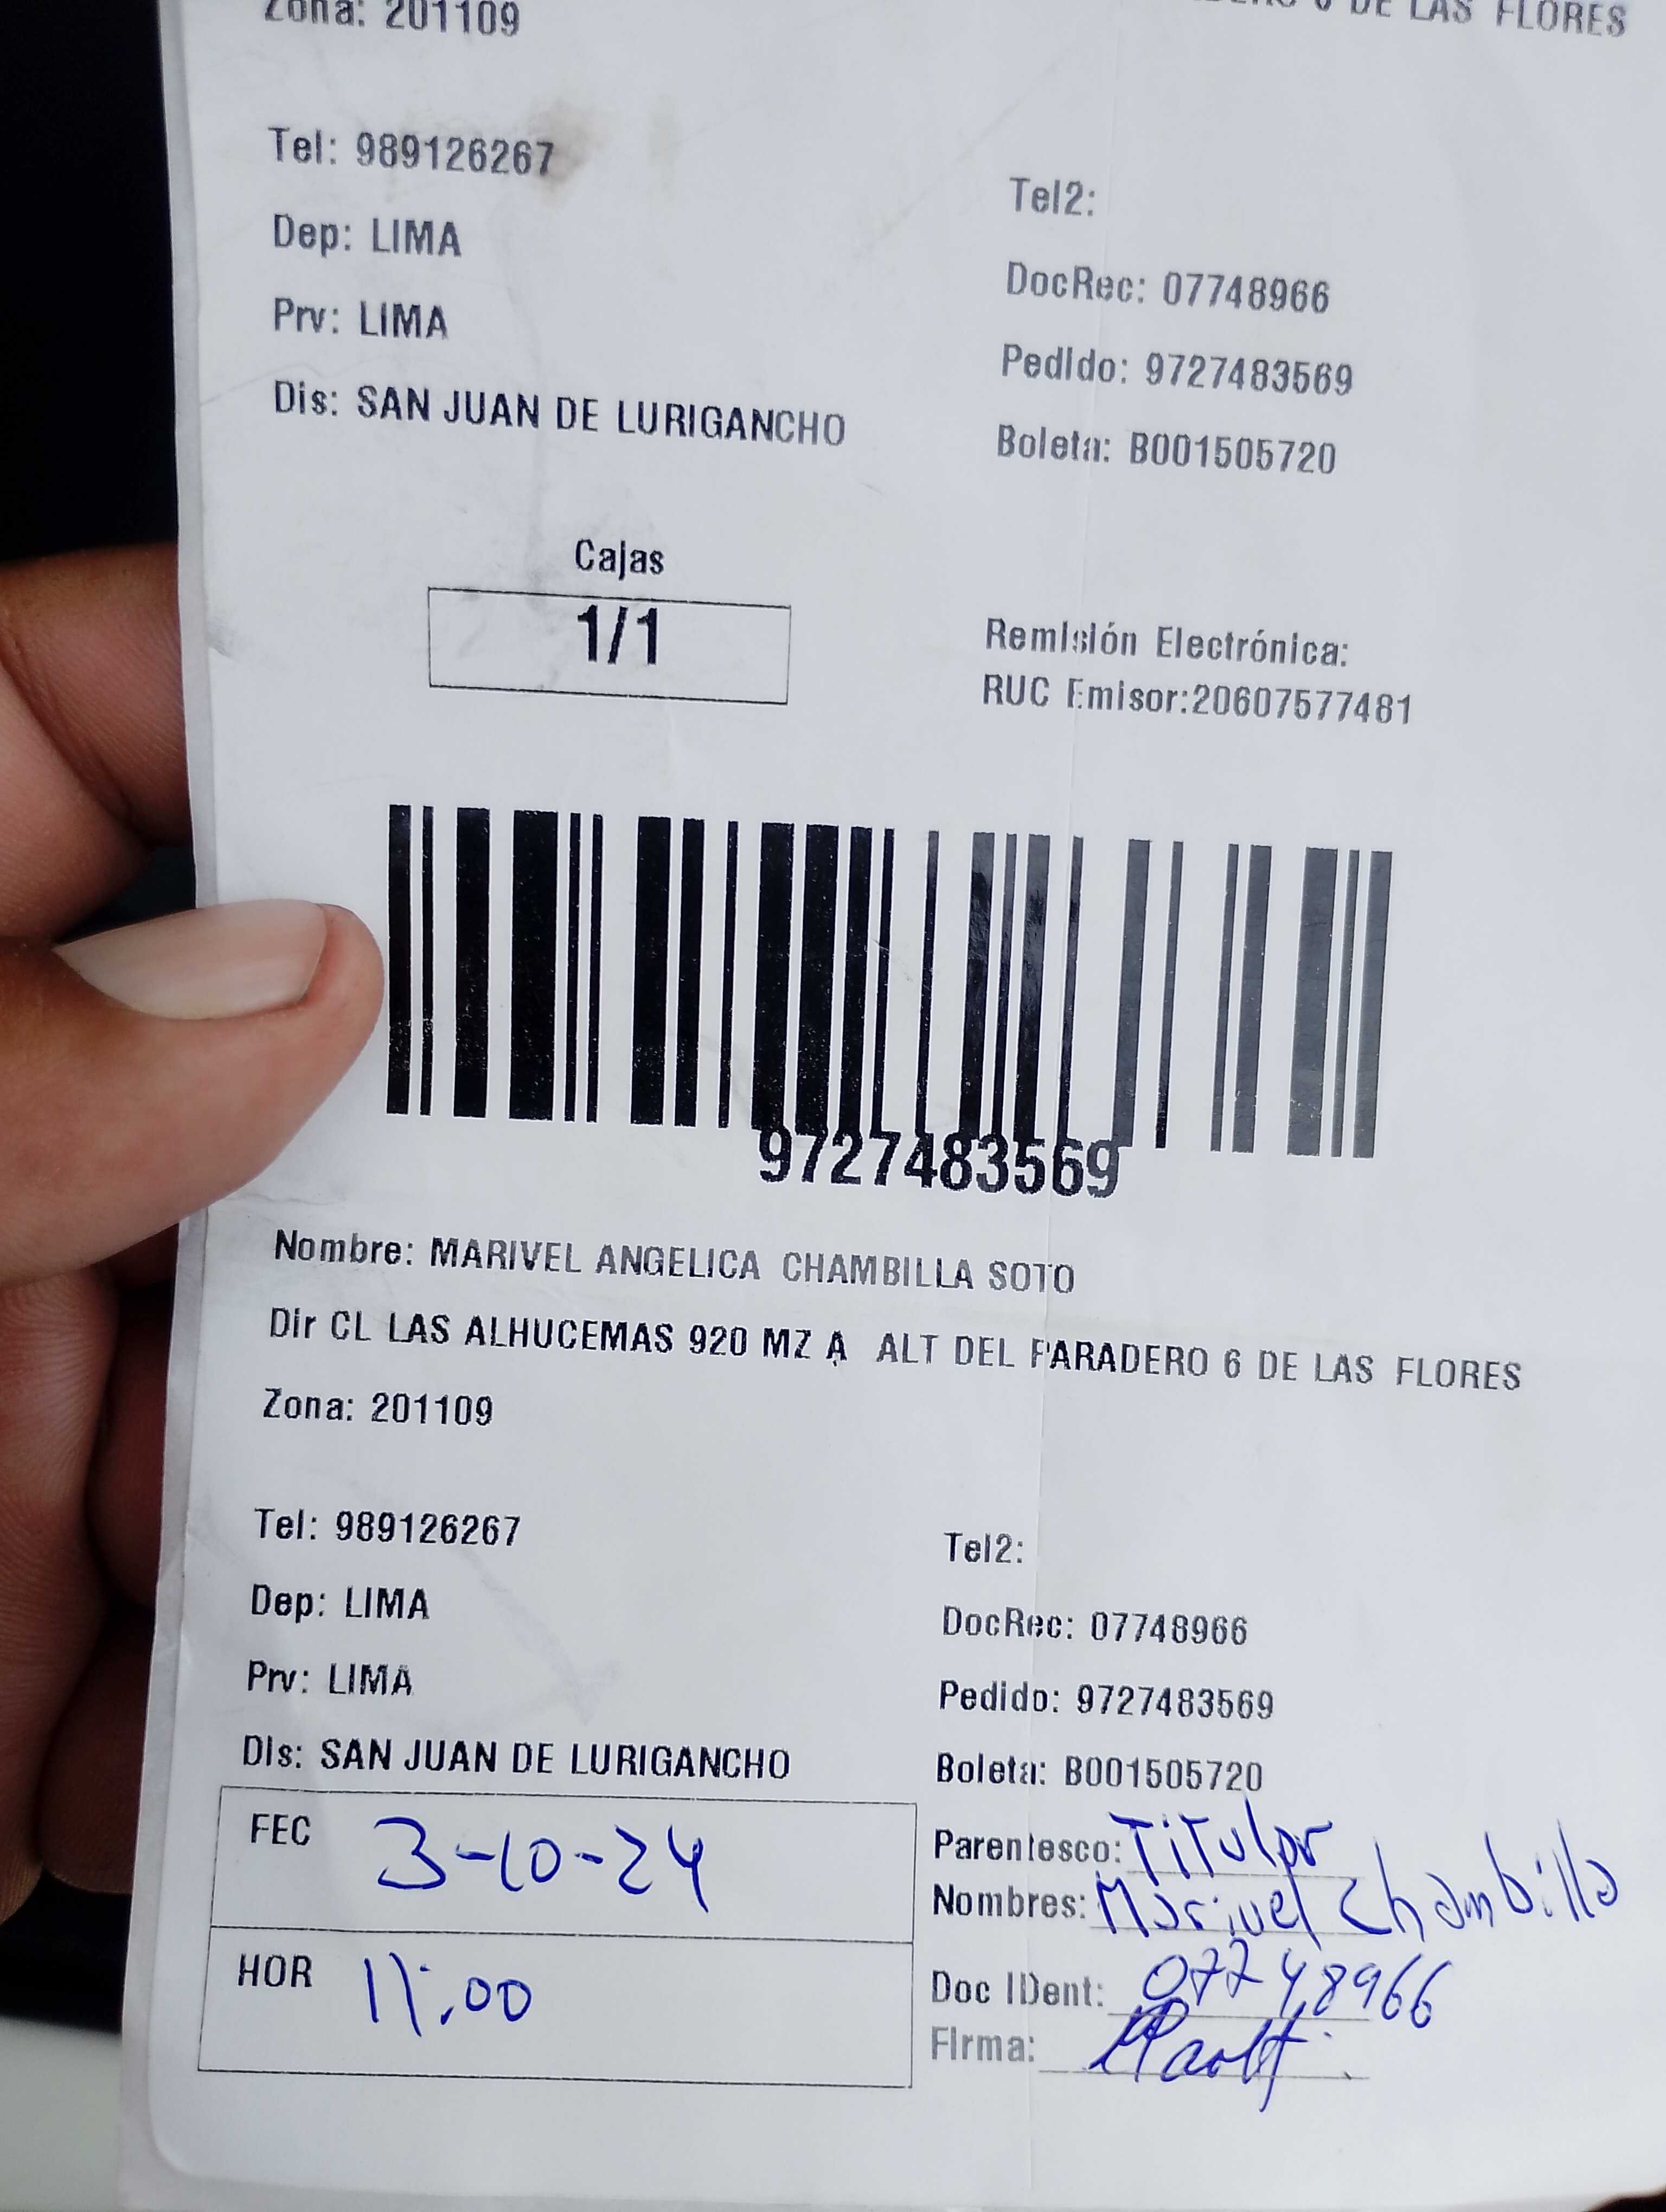 Zona: 201109
6 DE LAS FLORES
Tel: 989126267
Tel2:
Dep: LIMA
DocRec: 07748966
Prv: LIMA
Pedido: 9727483569
Dis: SAN JUAN DE LURIGANCHO
Boleta: B001505720
Cajas
1/1
Remisión Electrónica:
RUC Emisor:20607577481
9727483569
Nombre: MARIVEL ANGELICA CHAMBILLA SOTO
Dir CL LAS ALHUCEMAS 920 MZ A ALT DEL PARADERO 6 DE LAS FLORES
Zona: 201109
Tel: 989126267
Tel2:
Dep: LIMA
DocRec: 07748966
Prv: LIMA
Pedido: 9727483569
Dis: SAN JUAN DE LURIGANCHO
Boleta: B001505720
FEC 3-10-24
Parentesco: Titular
Nombres: Marivel Chambilla
HOR 11:00
Doc IDent: 07748966
Firma: